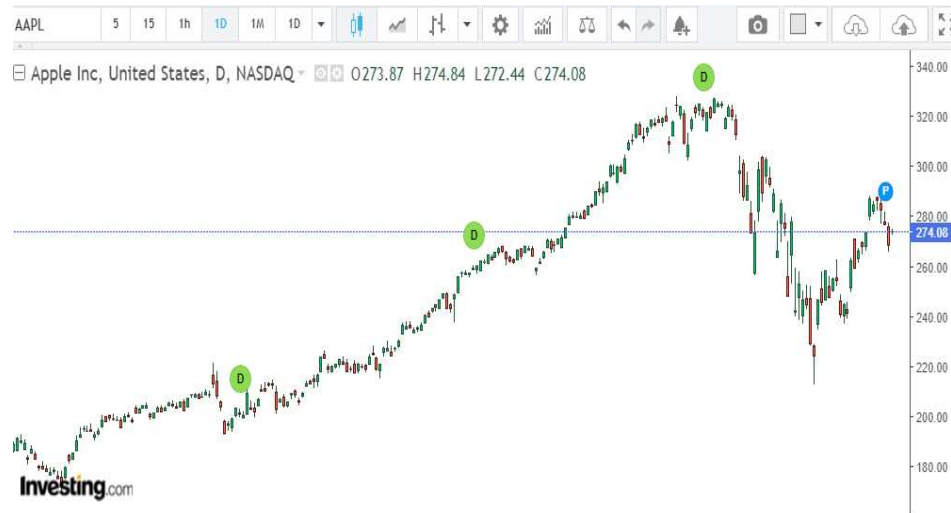 AAPL 5 15 1h 1D 1M 1D
Apple Inc, United States, D, NASDAQ O273.87 H274.84 L272.44 C274.08
340.00
D
320.00
300.00
P
280.00
D
274.08
260.00
240.00
220.00
D
200.00
180.00
Investing.com